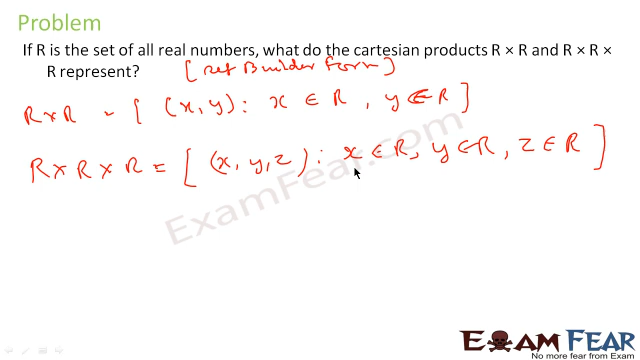 Problem
If R is the set of all real numbers, what do the cartesian products R × R and R × R ×
R represent?
[Set Builder Form]
R×R = [ (x, y) : x ∈ R , y ∈ R ]
R × R × R = [ (x, y, z) : x ∈ R, y ∈ R, z ∈ R ]
ExamFear.com
EXAM FEAR
No more fear from Exam